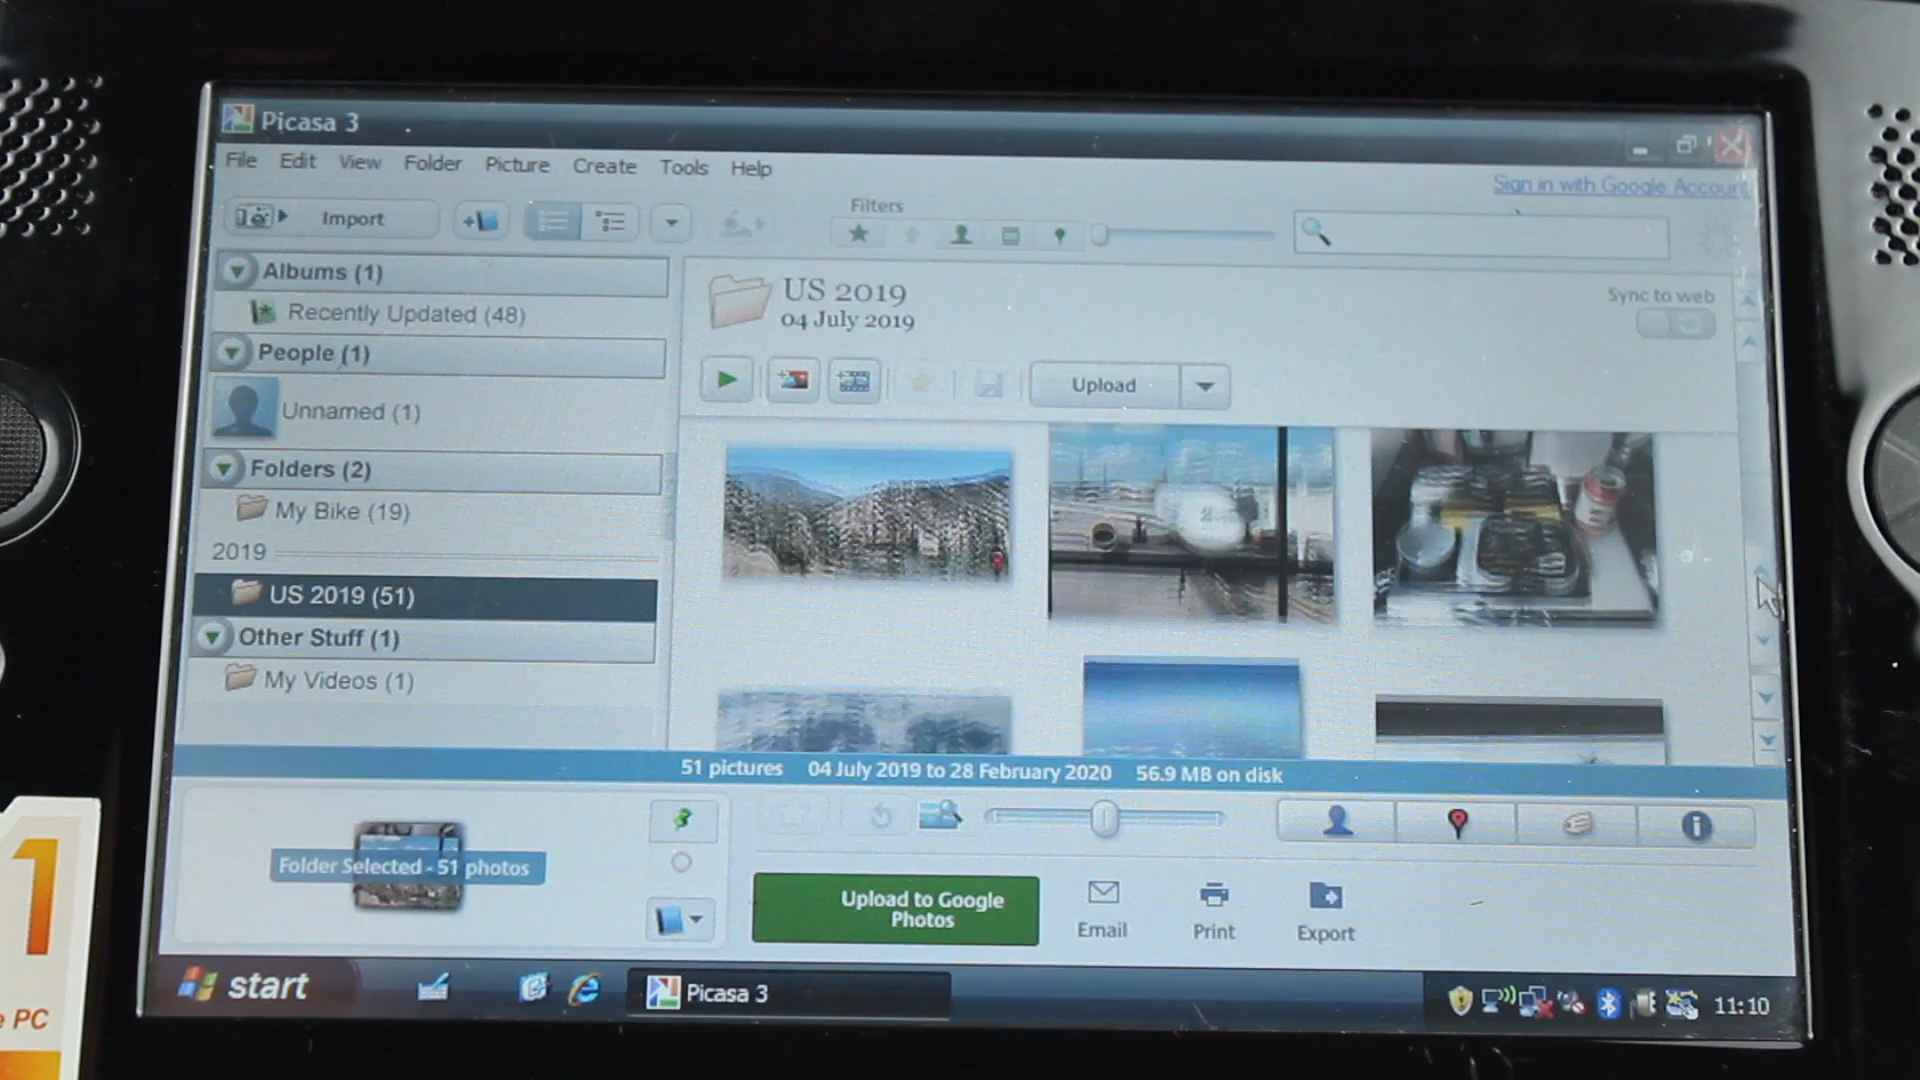 Picasa 3
File Edit View Folder Picture Create Tools Help
Sign in with Google Account
Import
Filters
Albums (1)
Recently Updated (48)
People (1)
Unnamed (1)
Folders (2)
My Bike (19)
2019
US 2019 (51)
Other Stuff (1)
My Videos (1)
US 2019
04 July 2019
Sync to web
Upload
51 pictures 04 July 2019 to 28 February 2020 56.9 MB on disk
Folder Selected - 51 photos
Upload to Google
Photos
Email
Print
Export
1
e PC
start
Picasa 3
11:10